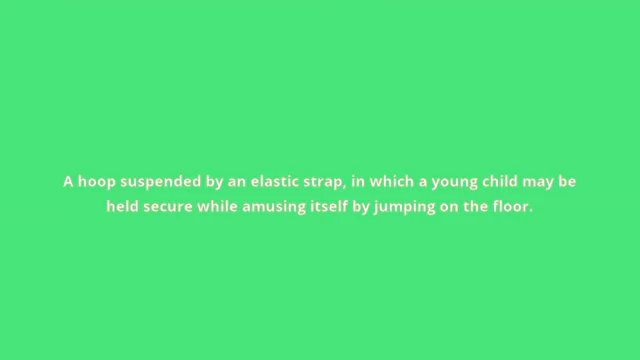 A hoop suspended by an elastic strap, in which a young child may be
held secure while amusing itself by jumping on the floor.